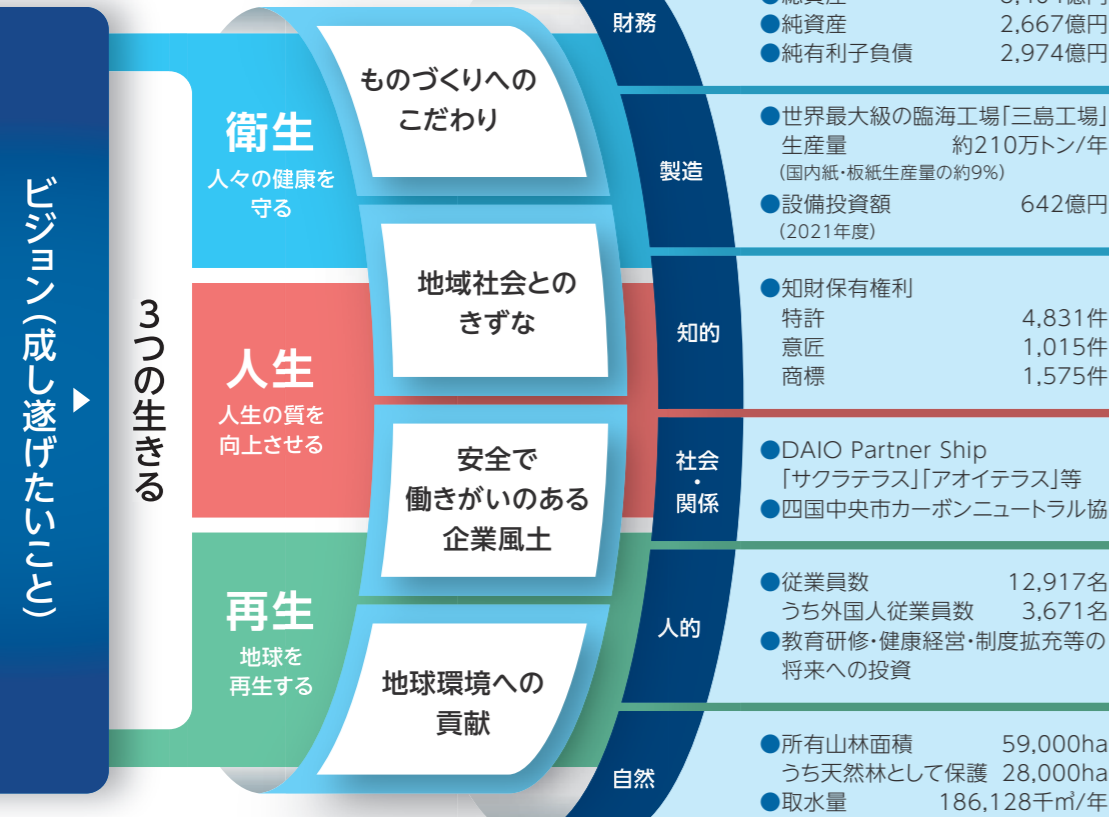 ビジョン(成し遂げたいこと)
3つの生きる
衛生
人々の健康を
守る
人生
人生の質を
向上させる
再生
地球を
再生する
ものづくりへの
こだわり
地域社会との
きずな
安全で
働きがいのある
企業風土
地球環境への
貢献
財務
●純資産 2,667億円
●純有利子負債 2,974億円
製造
●世界最大級の臨海工場「三島工場」
生産量 約210万トン/年
(国内紙・板紙生産量の約9%)
●設備投資額 642億円
(2021年度)
知的
●知財保有権利
特許 4,831件
意匠 1,015件
商標 1,575件
社会
・
関係
●DAIO Partner Ship
「サクラテラス」「アオイテラス」等
●四国中央市カーボンニュートラル協
人的
●従業員数 12,917名
うち外国人従業員数 3,671名
●教育研修・健康経営・制度拡充等の
将来への投資
自然
●所有山林面積 59,000ha
うち天然林として保護 28,000ha
●取水量 186,128千㎥/年